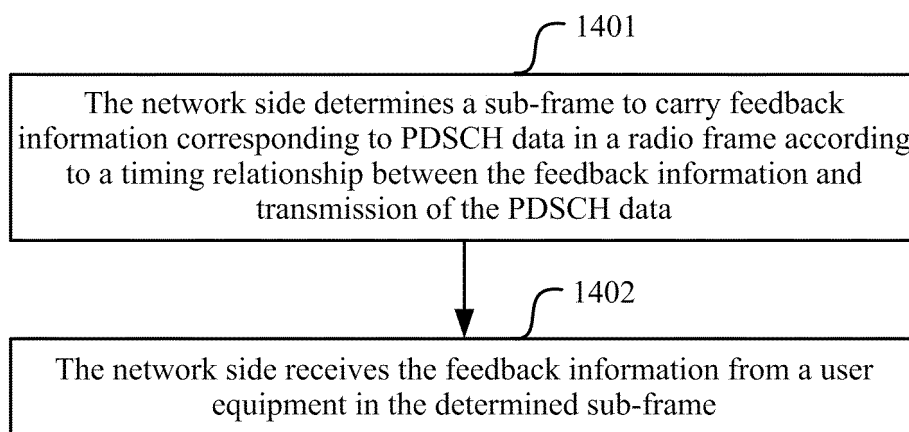 1401
The network side determines a sub-frame to carry feedback
information corresponding to PDSCH data in a radio frame according
to a timing relationship between the feedback information and
transmission of the PDSCH data
1402
The network side receives the feedback information from a user
equipment in the determined sub-frame